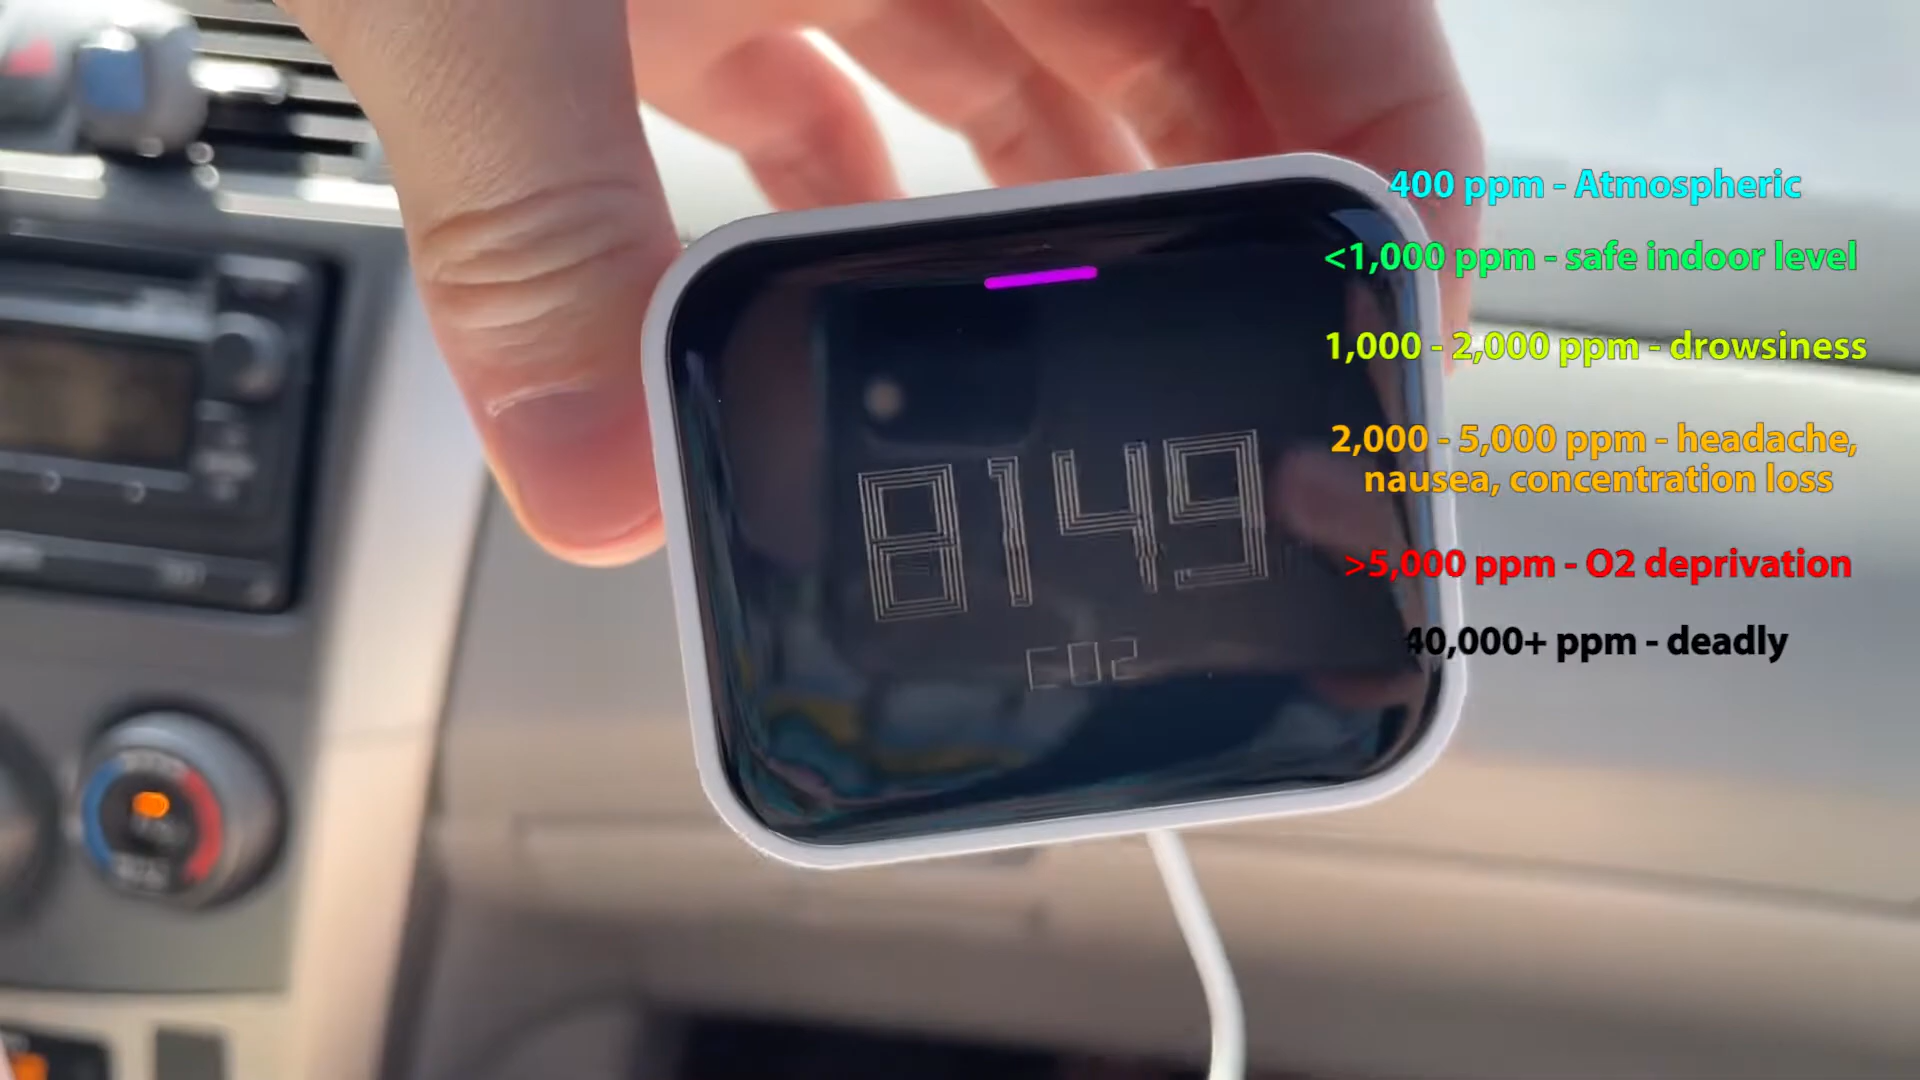 400 ppm - Atmospheric
<1,000 ppm - safe indoor level
1,000 - 2,000 ppm - drowsiness
2,000 - 5,000 ppm - headache,
nausea, concentration loss
>5,000 ppm - O2 deprivation
40,000+ ppm - deadly
8149
CO2